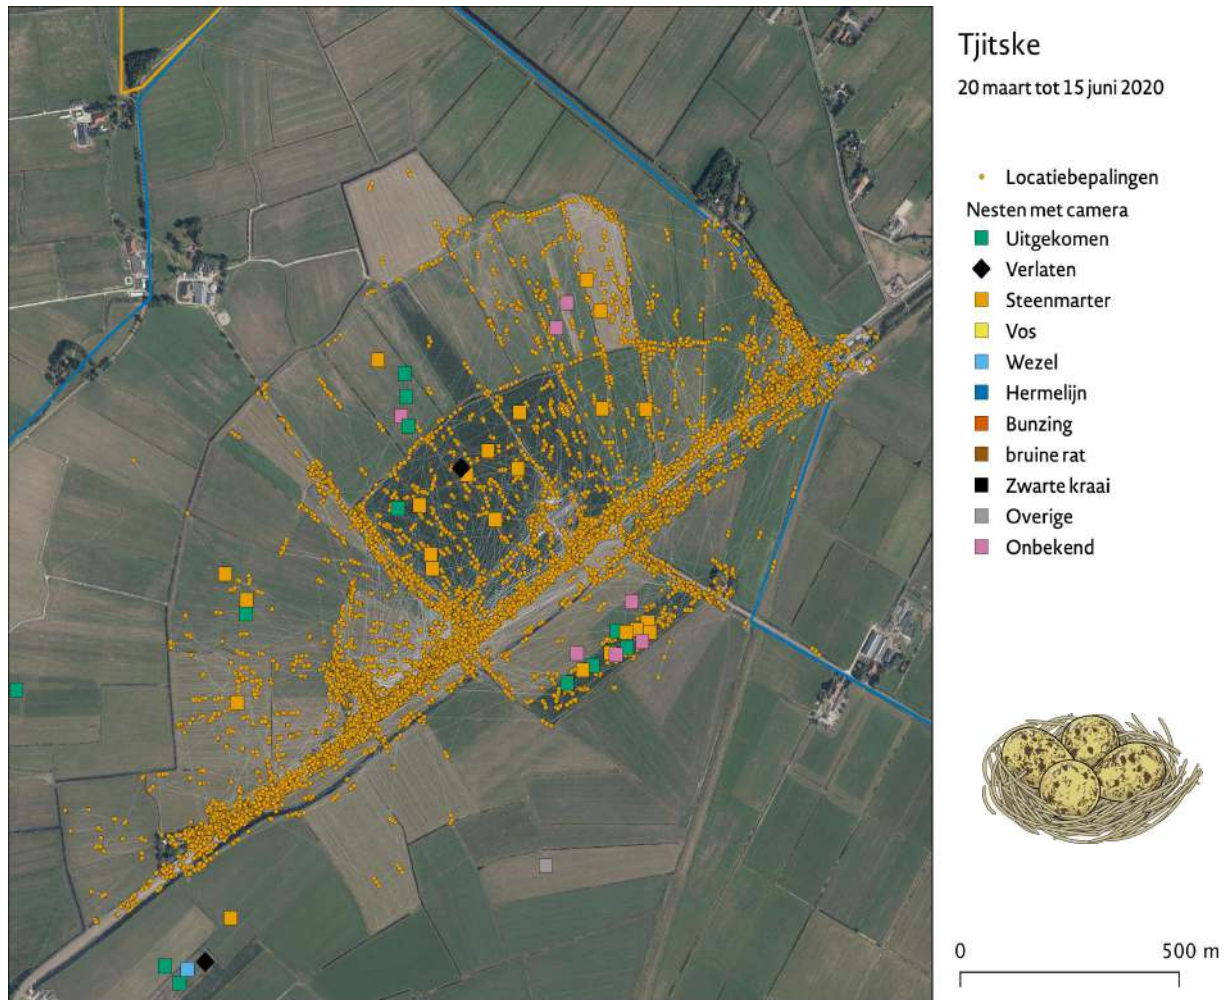 Tjitske
20 maart tot 15 juni 2020
Locatiebepalingen
Nesten met camera
Uitgekomen
Verlaten
Steenmarter
Vos
Wezel
Hermelijn
Bunzing
bruine rat
Zwarte kraai
Overige
Onbekend
0 500 m